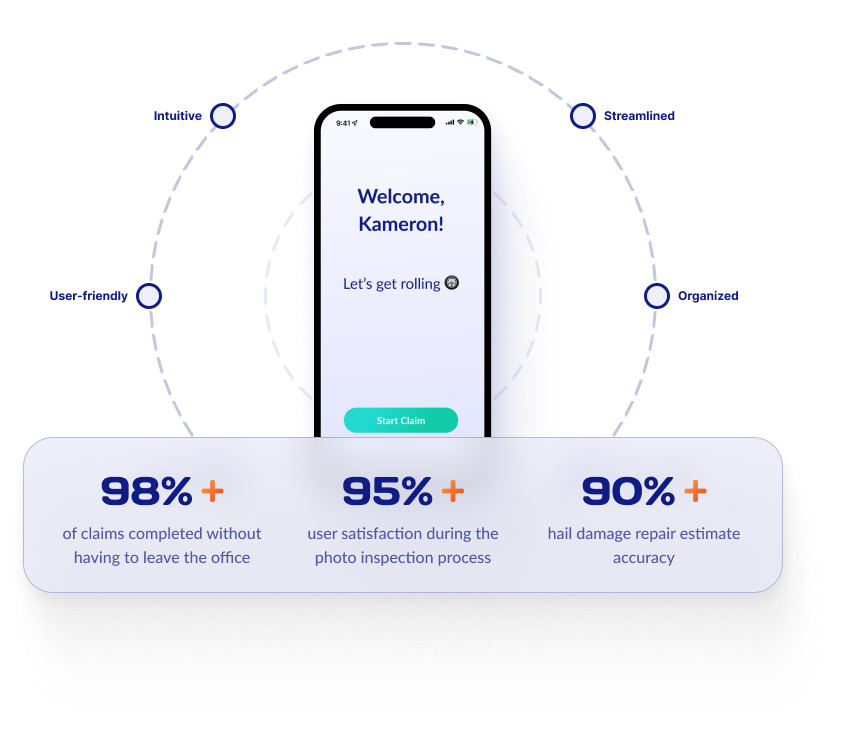 Intuitive
Streamlined
9:41
Welcome,
Kameron!
User-friendly
Let's get rolling
Organized
Start Claim
98% +
of claims completed without
having to leave the office
95% +
user satisfaction during the
photo inspection process
90% +
hail damage repair estimate
accuracy